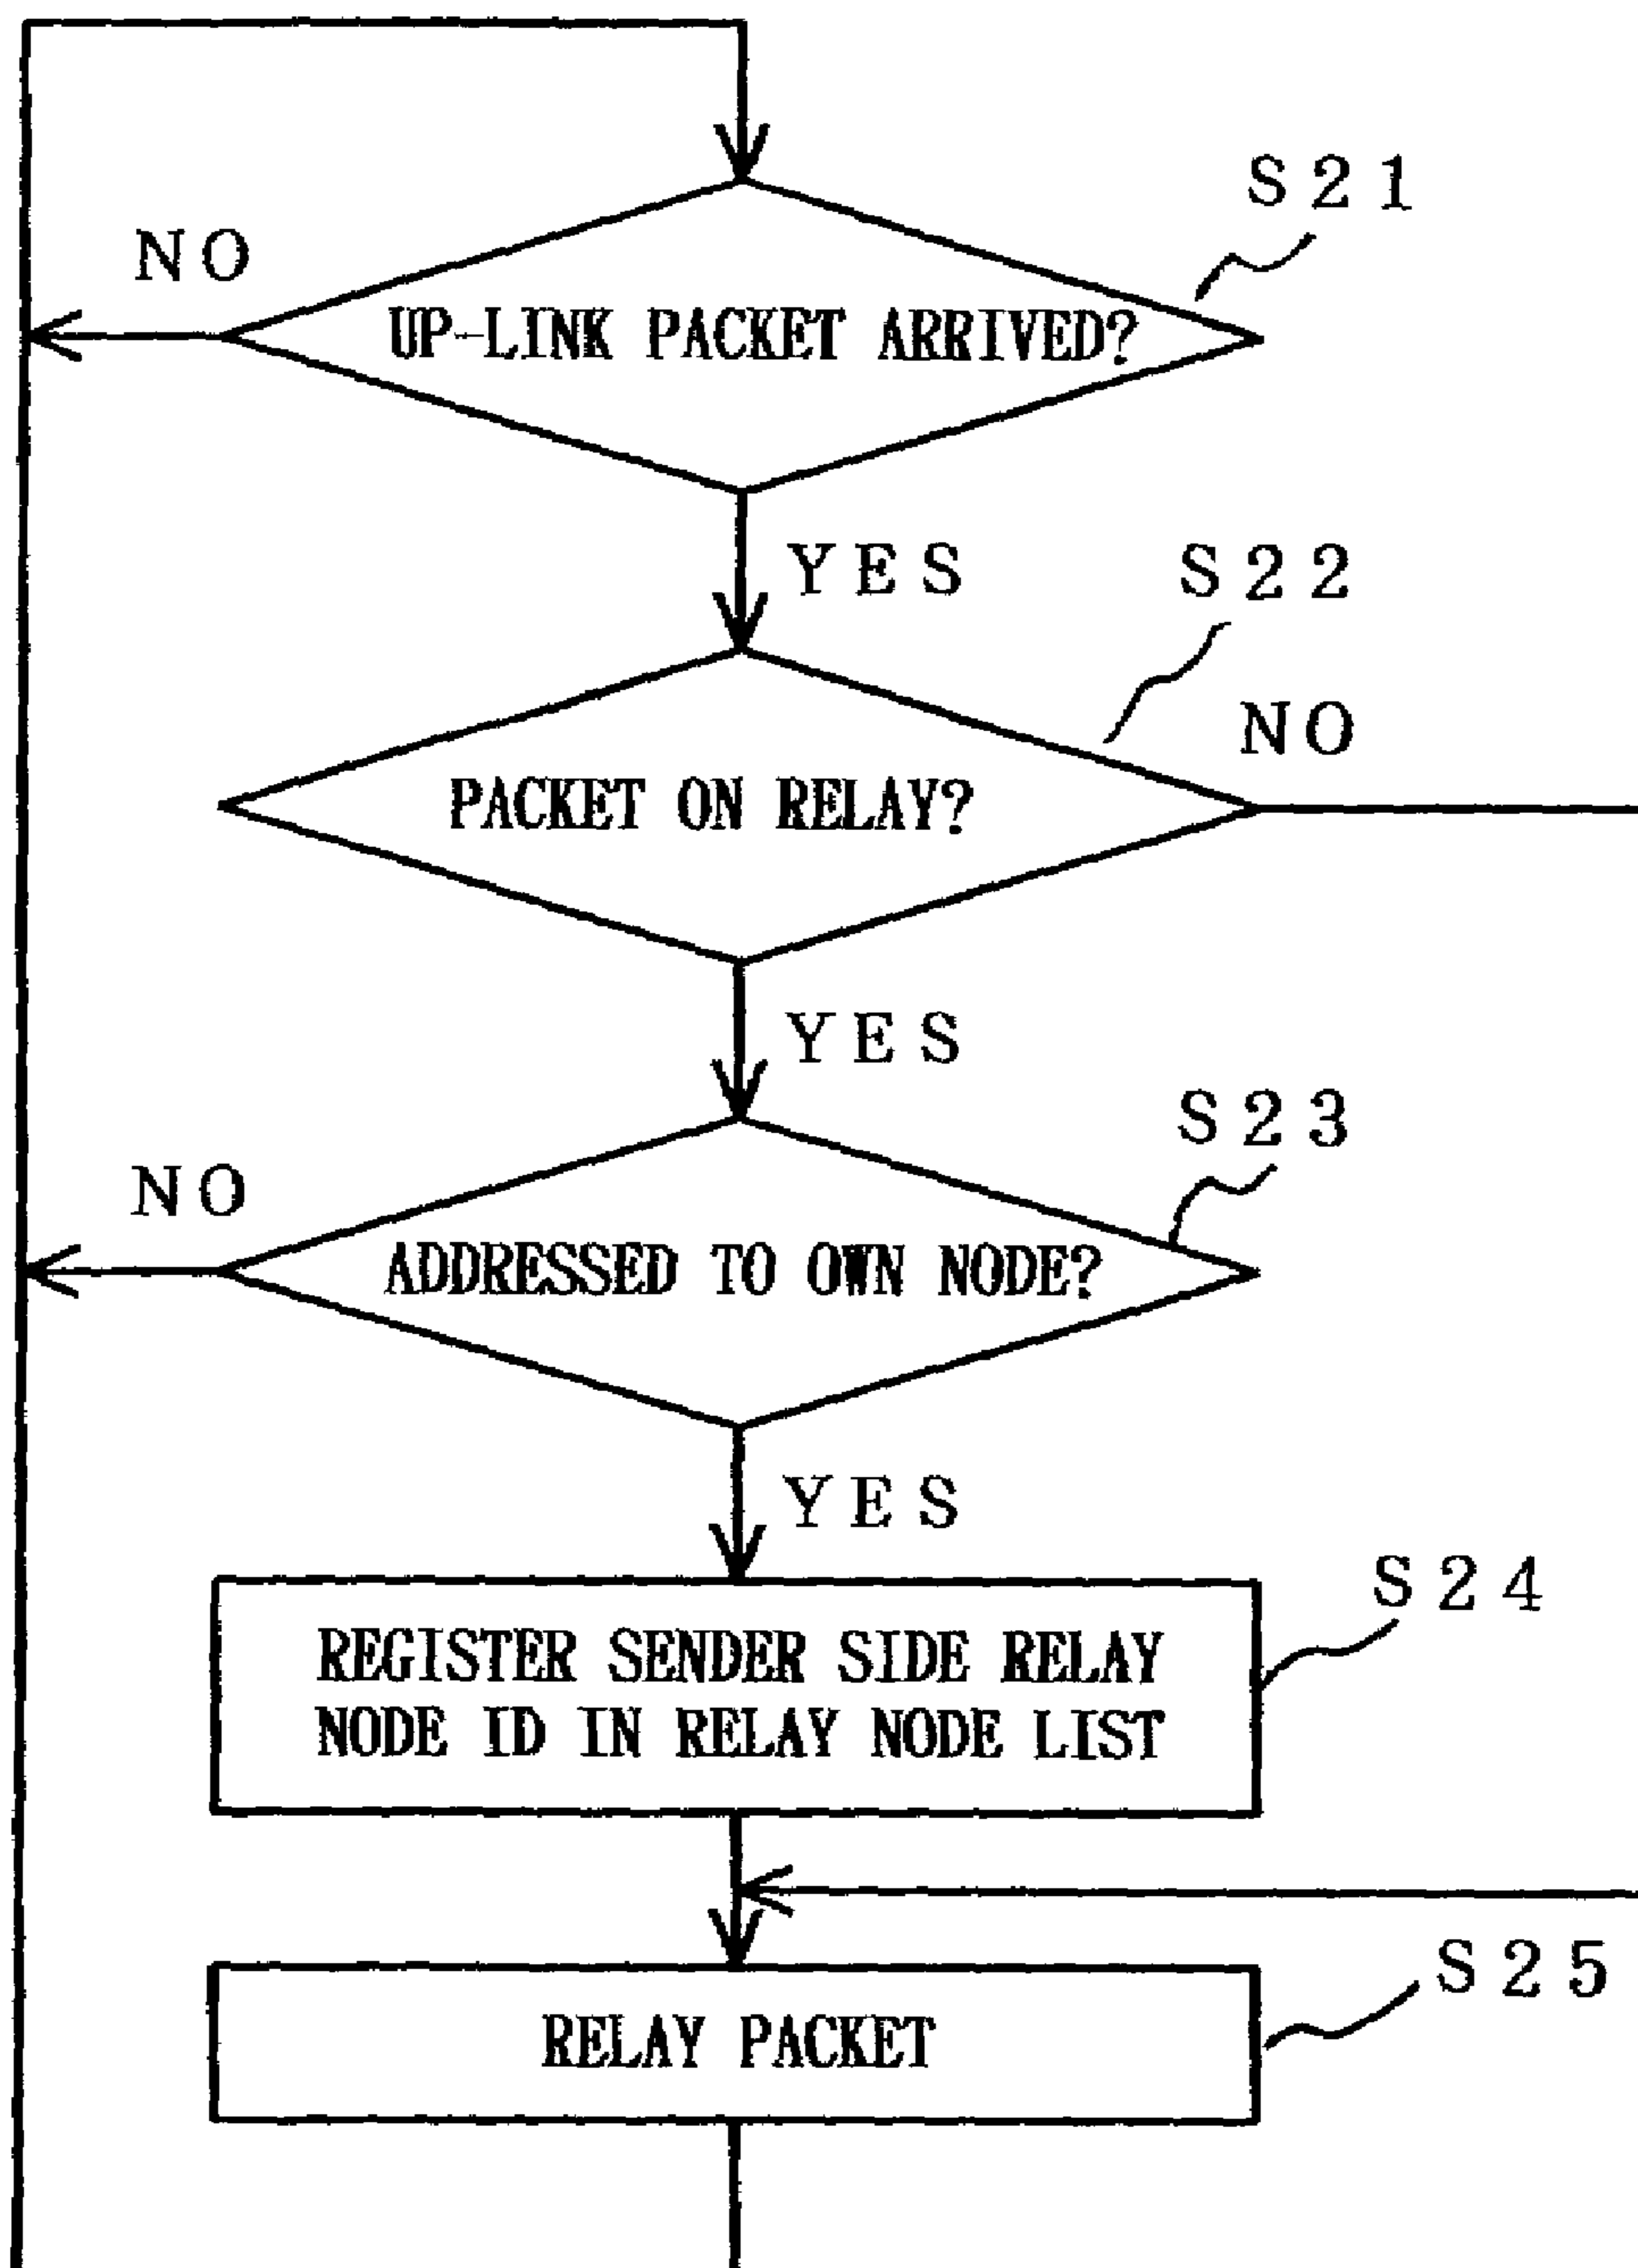 S21
NO
UP-LINK PACKET ARRIVED?
YES
S22
NO
PACKET ON RELAY?
YES
S23
NO
ADDRESSED TO OWN NODE?
YES
S24
REGISTER SENDER SIDE RELAY
NODE ID IN RELAY NODE LIST
S25
RELAY PACKET